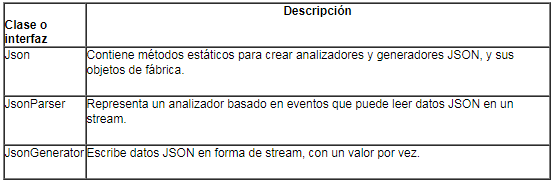 Clase o
interfaz
Descripción
Json
Contiene métodos estáticos para crear analizadores y generadores JSON, y sus
objetos de fábrica.
JsonParser
Representa un analizador basado en eventos que puede leer datos JSON en un
stream.
JsonGenerator
Escribe datos JSON en forma de stream, con un valor por vez.